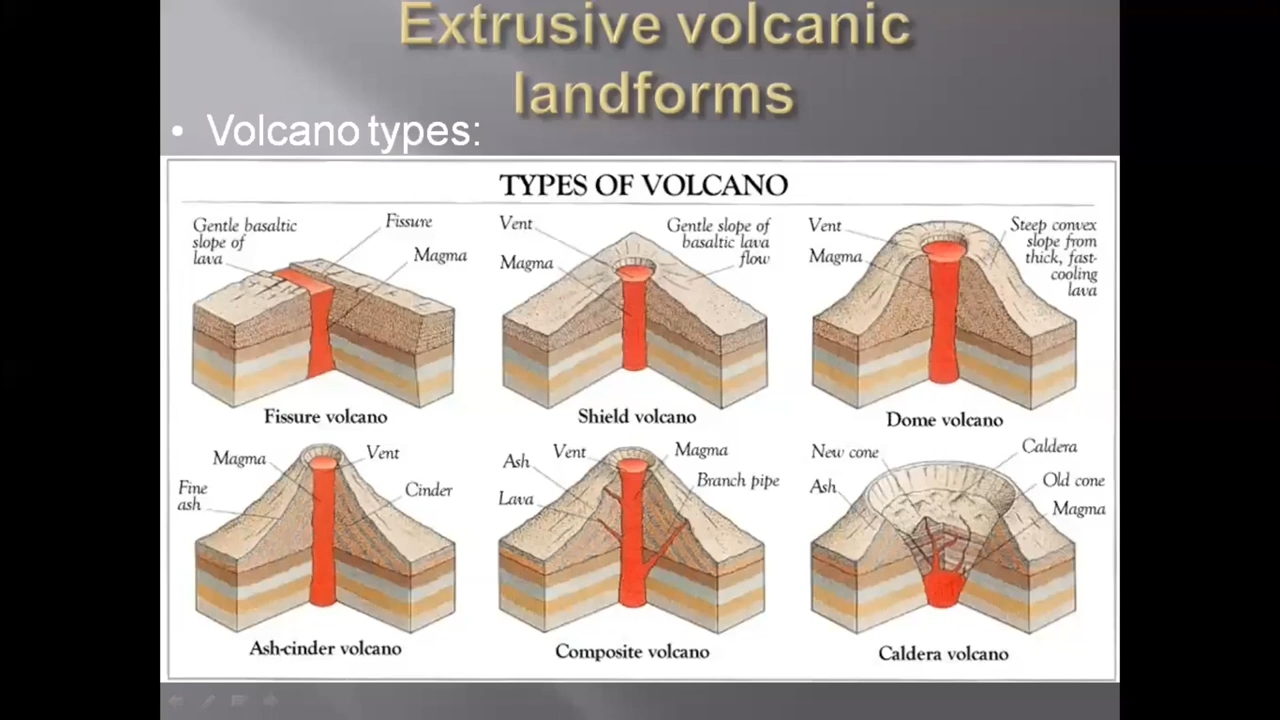 Extrusive volcanic
landforms
• Volcano types:
TYPES OF VOLCANO
Gentle basaltic
slope of
lava
Fissure
Magma
Fissure volcano
Vent
Magma
Gentle slope of
basaltic lava
flow
Shield volcano
Vent
Magma
Steep convex
slope from
thick, fast-
cooling
lava
Dome volcano
Magma
Vent
Fine
ash
Cinder
Ash-cinder volcano
Ash
Vent
Magma
Lava
Branch pipe
Composite volcano
New cone
Caldera
Ash
Old cone
Magma
Caldera volcano